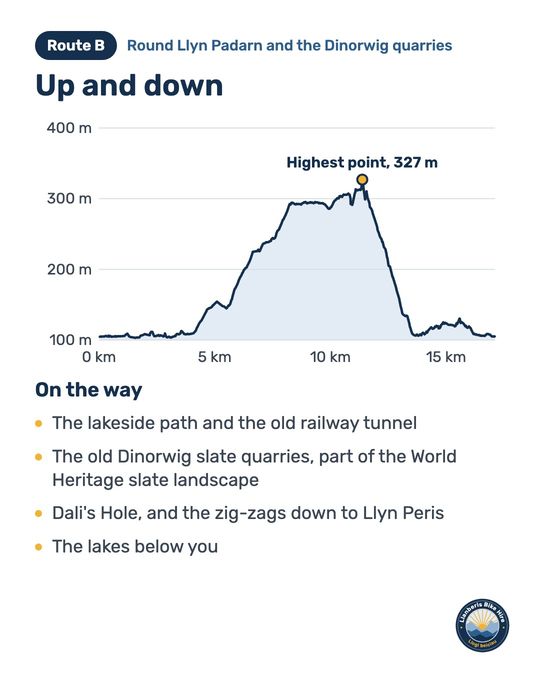 Route B
Round Llyn Padarn and the Dinorwig quarries
Up and down
400 m
Highest point, 327 m
300 m
200 m
100 m
0 km
5 km
10 km
15 km
On the way
The lakeside path and the old railway tunnel
The old Dinorwig slate quarries, part of the World
Heritage slate landscape
Dali's Hole, and the zig-zags down to Llyn Peris
The lakes below you
Llanberis Bike Hire